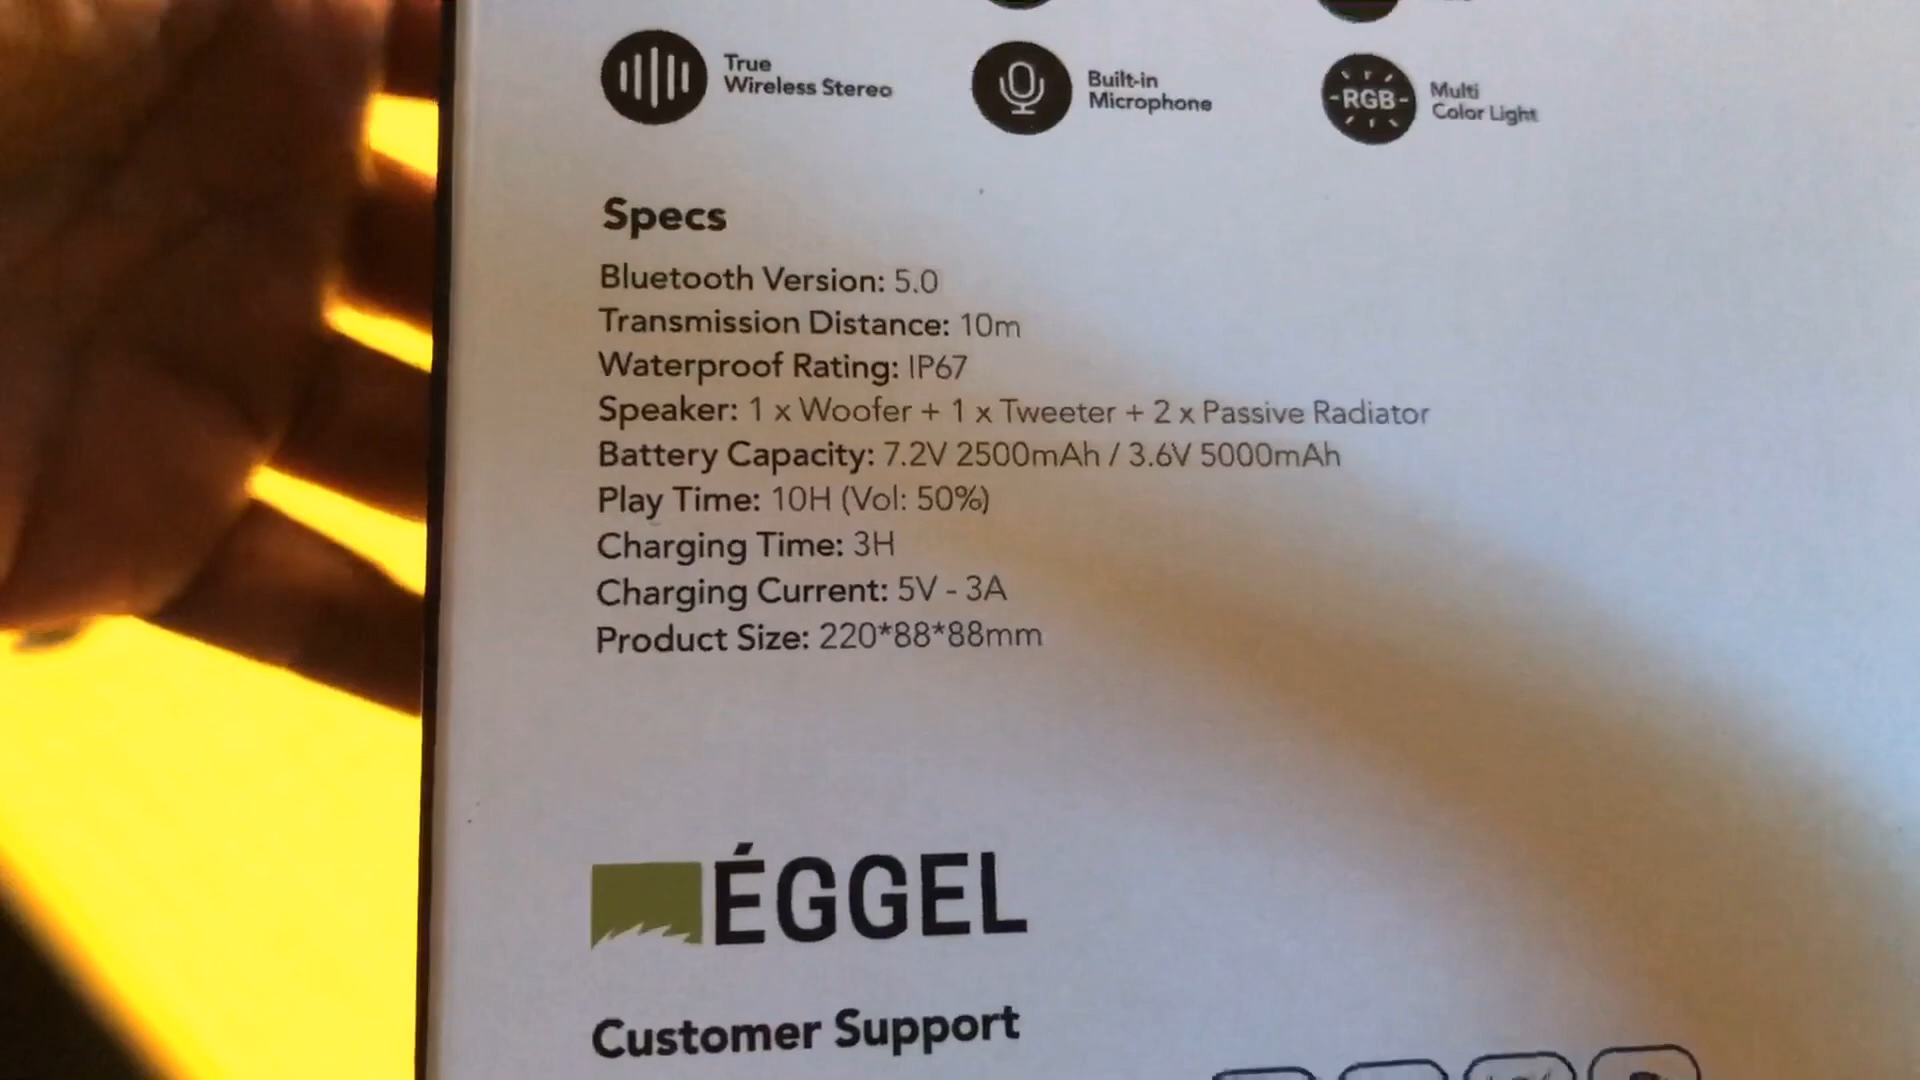 True
Wireless Stereo
Built-in
Microphone
-RGB-
Multi
Color Light
Specs
Bluetooth Version: 5.0
Transmission Distance: 10m
Waterproof Rating: IP67
Speaker: 1 x Woofer + 1 x Tweeter + 2 x Passive Radiator
Battery Capacity: 7.2V 2500mAh / 3.6V 5000mAh
Play Time: 10H (Vol: 50%)
Charging Time: 3H
Charging Current: 5V - 3A
Product Size: 220*88*88mm
ÉGGEL
Customer Support